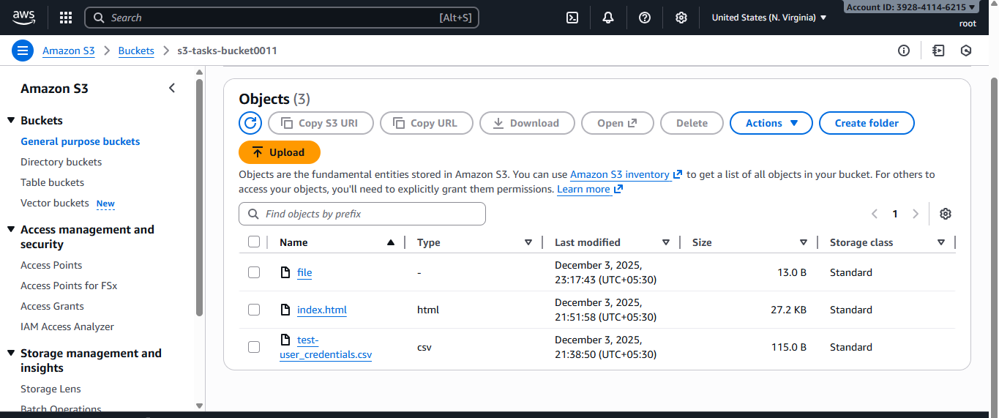 aws
Search [Alt+S] United States (N. Virginia) Account ID: 3928-4114-6215
root
Amazon S3 Buckets s3-tasks-bucket0011
Amazon S3
Buckets
General purpose buckets
Directory buckets
Table buckets
Vector buckets New
Access management and
security
Access Points
Access Points for FSx
Access Grants
IAM Access Analyzer
Storage management and
insights
Storage Lens
Batch Operations
Objects (3)
Copy S3 URI Copy URL Download Open Delete Actions Create folder
Upload
Objects are the fundamental entities stored in Amazon S3. You can use Amazon S3 inventory to get a list of all objects in your bucket. For others to
access your objects, you'll need to explicitly grant them permissions. Learn more
Find objects by prefix 1
Name Type Last modified Size Storage class
file - December 3, 2025, 23:17:43 (UTC+05:30) 13.0 B Standard
index.html html December 3, 2025, 21:51:58 (UTC+05:30) 27.2 KB Standard
test-user_credentials.csv csv December 3, 2025, 21:38:50 (UTC+05:30) 115.0 B Standard